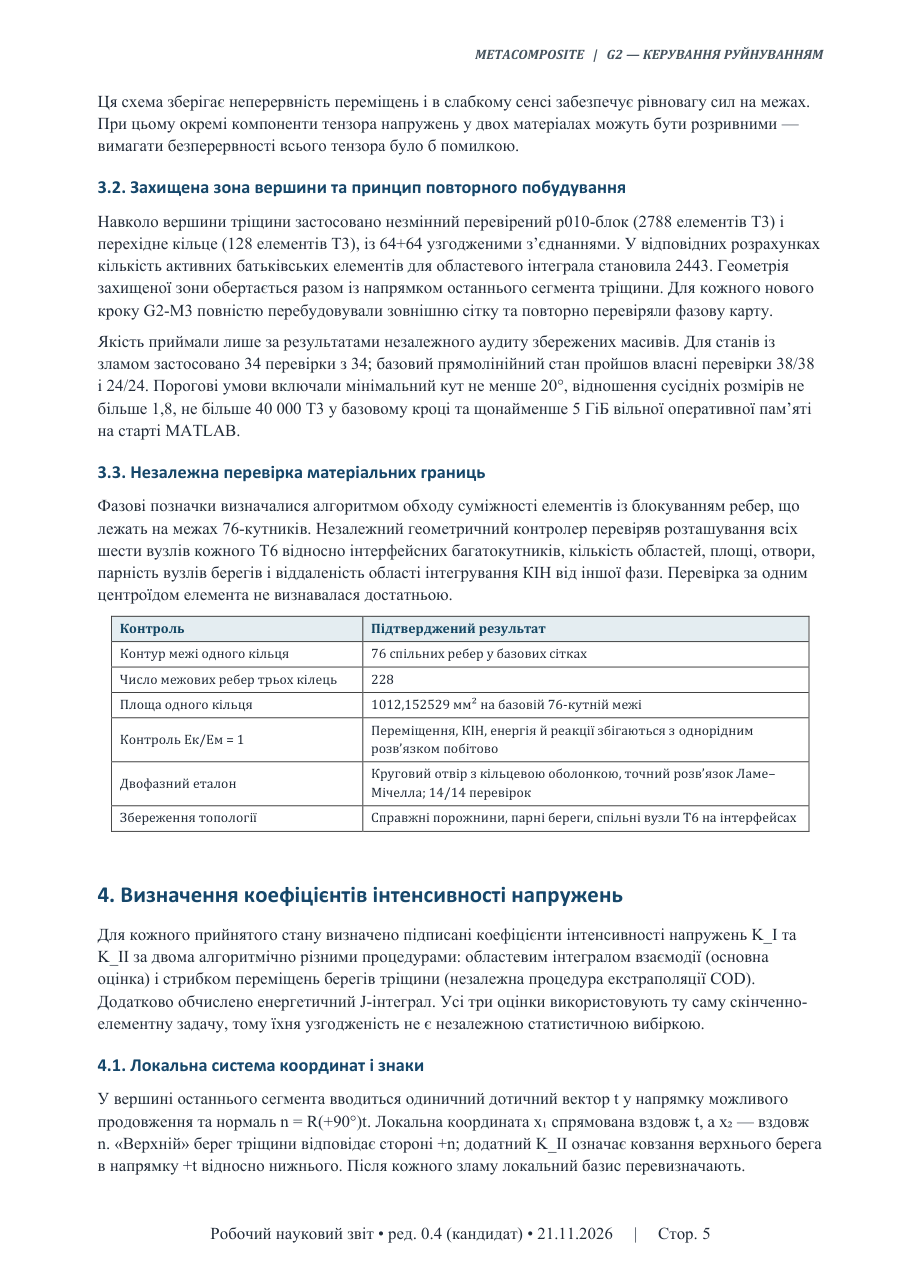 METACOMPOSITE | G2 — КЕРУВАННЯ РУЙНУВАННЯМ
Ця схема зберігає неперервність переміщень і в слабкому сенсі забезпечує рівновагу сил на межах.
При цьому окремі компоненти тензора напружень у двох матеріалах можуть бути розривними —
вимагати безперервності всього тензора було б помилкою.
3.2. Захищена зона вершини та принцип повторного побудування
Навколо вершини тріщини застосовано незмінний перевірений p010-блок (2788 елементів T3) і
перехідне кільце (128 елементів T3), із 64+64 узгодженими з’єднаннями. У відповідних розрахунках
кількість активних батьківських елементів для областевого інтеграла становила 2443. Геометрія
захищеної зони обертається разом із напрямком останнього сегмента тріщини. Для кожного нового
кроку G2-M3 повністю перебудовували зовнішню сітку та повторно перевіряли фазову карту.
Якість приймали лише за результатами незалежного аудиту збережених масивів. Для станів із
зламом застосовано 34 перевірки з 34; базовий прямолінійний стан пройшов власні перевірки 38/38
і 24/24. Порогові умови включали мінімальний кут не менше 20°, відношення сусідніх розмірів не
більше 1,8, не більше 40 000 T3 у базовому кроці та щонайменше 5 ГіБ вільної оперативної пам’яті
на старті MATLAB.
3.3. Незалежна перевірка матеріальних границь
Фазові позначки визначалися алгоритмом обходу суміжності елементів із блокуванням ребер, що
лежать на межах 76-кутників. Незалежний геометричний контролер перевіряв розташування всіх
шести вузлів кожного T6 відносно інтерфейсних багатокутників, кількість областей, площі, отвори,
парність вузлів берегів і віддаленість області інтегрування КІН від іншої фази. Перевірка за одним
центроїдом елемента не визнавалася достатньою.
Контроль Підтверджений результат
Контур межі одного кільця 76 спільних ребер у базових сітках
Число межових ребер трьох кілець 228
Площа одного кільця 1012,152529 мм² на базовій 76-кутній межі
Контроль Eк/Eм = 1 Переміщення, КІН, енергія й реакції збігаються з однорідним
розв’язком побітово
Двофазний еталон Круговий отвір з кільцевою оболонкою, точний розв’язок Ламе–
Мічелла; 14/14 перевірок
Збереження топології Справжні порожнини, парні береги, спільні вузли T6 на інтерфейсах
4. Визначення коефіцієнтів інтенсивності напружень
Для кожного прийнятого стану визначено підписані коефіцієнти інтенсивності напружень K_I та
K_II за двома алгоритмічно різними процедурами: областевим інтегралом взаємодії (основна
оцінка) і стрибком переміщень берегів тріщини (незалежна процедура екстраполяції COD).
Додатково обчислено енергетичний J-інтеграл. Усі три оцінки використовують ту саму скінченно-
елементну задачу, тому їхня узгодженість не є незалежною статистичною вибіркою.
4.1. Локальна система координат і знаки
У вершині останнього сегмента вводиться одиничний дотичний вектор t у напрямку можливого
продовження та нормаль n = R(+90°)t. Локальна координата x₁ спрямована вздовж t, а x₂ — вздовж
n. «Верхній» берег тріщини відповідає стороні +n; додатний K_II означає ковзання верхнього берега
в напрямку +t відносно нижнього. Після кожного зламу локальний базис перевизначають.
Робочий науковий звіт • ред. 0.4 (кандидат) • 21.11.2026 | Стор. 5